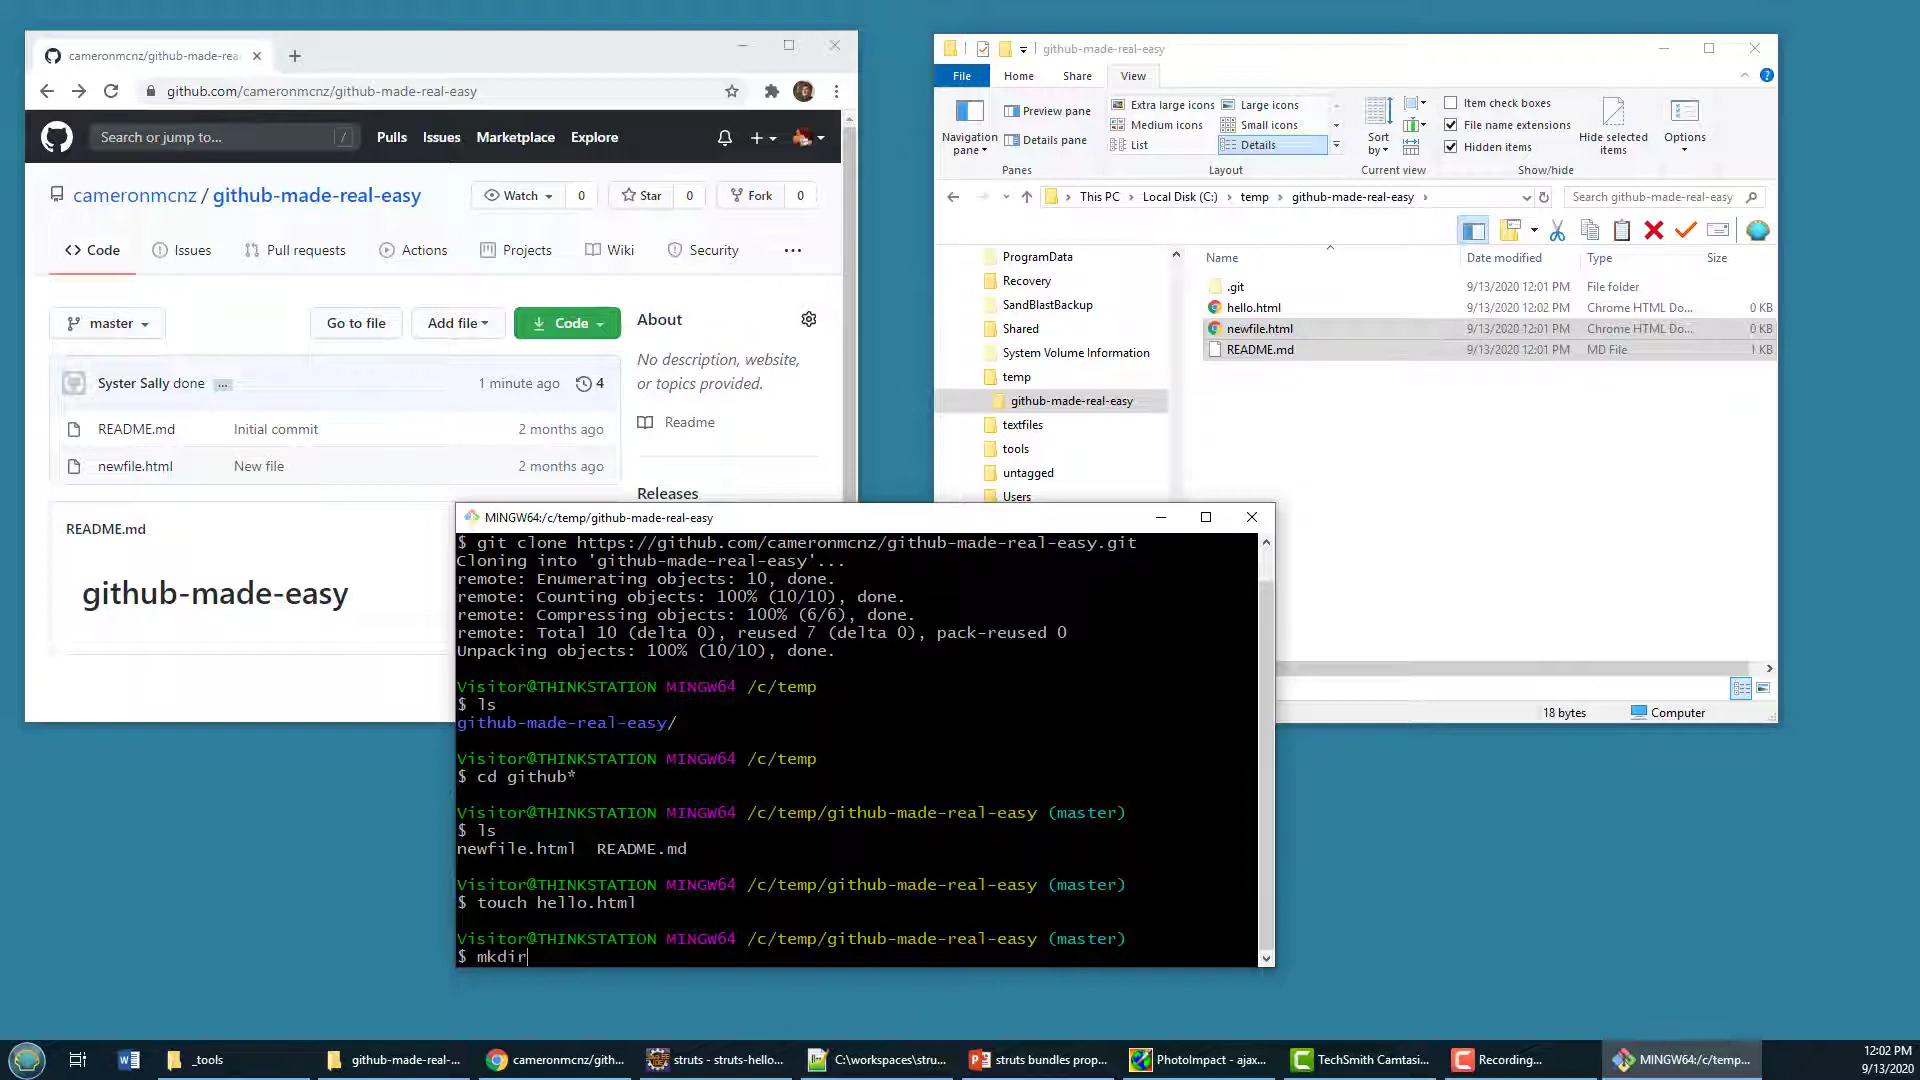 cameronmcnz/github-made-rea
github.com/cameronmcnz/github-made-real-easy
Search or jump to...
/
Pulls
Issues
Marketplace
Explore
cameronmcnz / github-made-real-easy
Watch
0
Star
0
Fork
0
Code
Issues
Pull requests
Actions
Projects
Wiki
Security
master
Go to file
Add file
Code
Syster Sally done
1 minute ago
4
README.md
Initial commit
2 months ago
newfile.html
New file
2 months ago
README.md
github-made-easy
About
No description, website,
or topics provided.
Readme
Releases
github-made-real-easy
File
Home
Share
View
Navigation
pane
Preview pane
Details pane
Panes
Extra large icons
Large icons
Medium icons
Small icons
List
Details
Layout
Sort
by
Current view
Item check boxes
File name extensions
Hidden items
Hide selected
items
Show/hide
Options
This PC
Local Disk (C:)
temp
github-made-real-easy
Search github-made-real-easy
ProgramData
Recovery
SandBlastBackup
Shared
System Volume Information
temp
github-made-real-easy
textfiles
tools
untagged
Users
Name
Date modified
Type
Size
.git
9/13/2020 12:01 PM
File folder
hello.html
9/13/2020 12:02 PM
Chrome HTML Do...
0 KB
newfile.html
9/13/2020 12:01 PM
Chrome HTML Do...
0 KB
README.md
9/13/2020 12:01 PM
MD File
1 KB
18 bytes
Computer
MINGW64:/c/temp/github-made-real-easy
$ git clone https://github.com/cameronmcnz/github-made-real-easy.git
Cloning into 'github-made-real-easy'...
remote: Enumerating objects: 10, done.
remote: Counting objects: 100% (10/10), done.
remote: Compressing objects: 100% (6/6), done.
remote: Total 10 (delta 0), reused 7 (delta 0), pack-reused 0
Unpacking objects: 100% (10/10), done.
Visitor@THINKSTATION MINGW64 /c/temp
$ ls
github-made-real-easy/
Visitor@THINKSTATION MINGW64 /c/temp
$ cd github*
Visitor@THINKSTATION MINGW64 /c/temp/github-made-real-easy (master)
$ ls
newfile.html  README.md
Visitor@THINKSTATION MINGW64 /c/temp/github-made-real-easy (master)
$ touch hello.html
Visitor@THINKSTATION MINGW64 /c/temp/github-made-real-easy (master)
$ mkdir
_tools
github-made-real-...
cameronmcnz/gith...
struts - struts-hello...
C:\workspaces\stru...
struts bundles prop...
PhotoImpact - ajax...
TechSmith Camtasi...
Recording...
MINGW64:/c/temp...
12:02 PM
9/13/2020